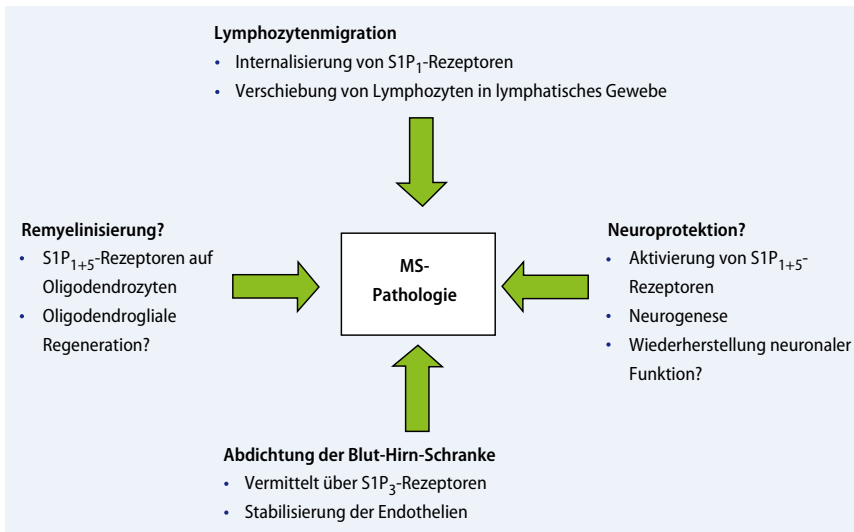 Lymphozytenmigration
• Internalisierung von S1P1-Rezeptoren
• Verschiebung von Lymphozyten in lymphatisches Gewebe
Remyelinisierung?
• S1P1+5-Rezeptoren auf
Oligodendrozyten
• Oligodendrogliale
Regeneration?
MS-
Pathologie
Neuroprotektion?
• Aktivierung von S1P1+5-
Rezeptoren
• Neurogenese
• Wiederherstellung neuronaler
Funktion?
Abdichtung der Blut-Hirn-Schranke
• Vermittelt über S1P3-Rezeptoren
• Stabilisierung der Endothelien